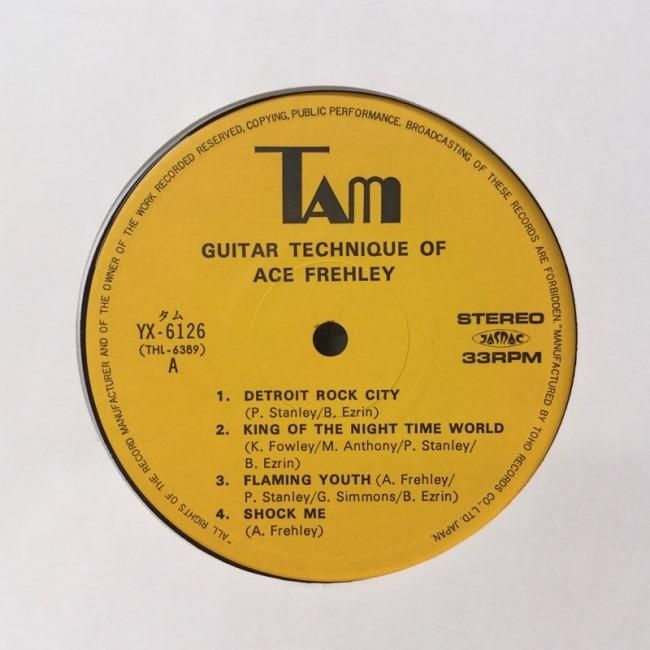 "ALL RIGHTS OF THE RECORD MANUFACTURER AND OF THE OWNER OF THE WORK RECORDED RESERVED, COPYING, PUBLIC PERFORMANCE, BROADCASTING OF THESE RECORDS ARE FORBIDDEN." MANUFACTURED BY TOHO RECORDS CO., LTD. JAPAN.
TAM
GUITAR TECHNIQUE OF
ACE FREHLEY
タム
YX-6126
(THL-6389)
A
STEREO
JASRAC
33RPM
1. DETROIT ROCK CITY
(P. Stanley/B. Ezrin)
2. KING OF THE NIGHT TIME WORLD
(K. Fowley/M. Anthony/P. Stanley/
B. Ezrin)
3. FLAMING YOUTH (A. Frehley/
P. Stanley/G. Simmons/B. Ezrin)
4. SHOCK ME
(A. Frehley)